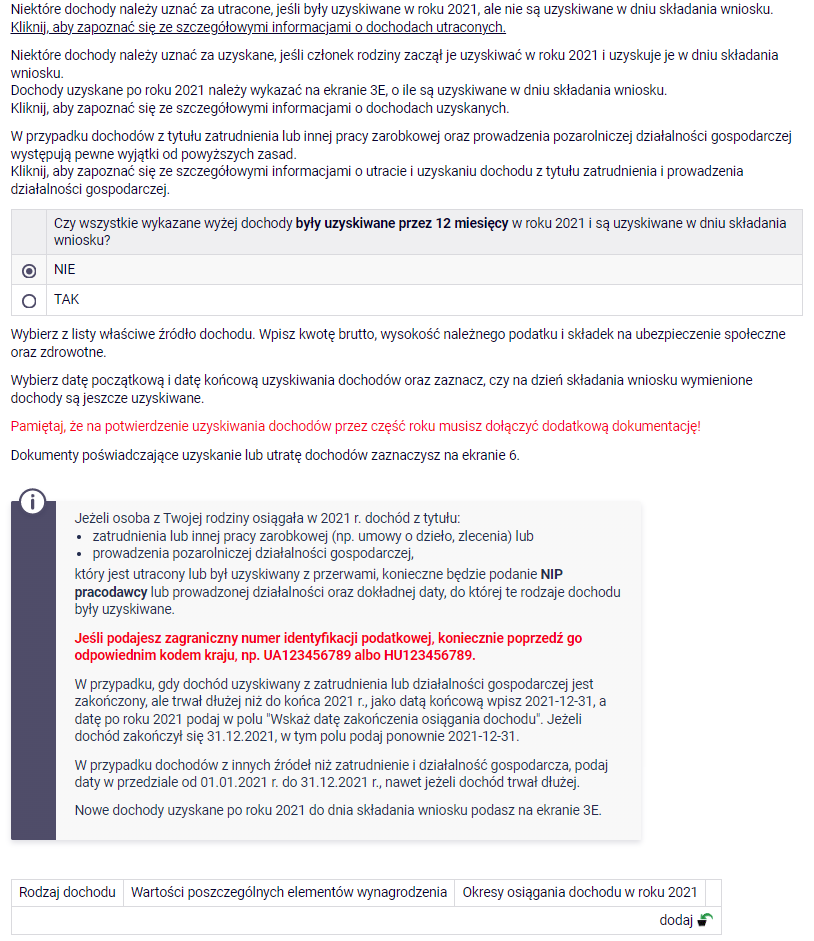 Niektóre dochody należy uznać za utracone, jeśli były uzyskiwane w roku 2021, ale nie są uzyskiwane w dniu składania wniosku.
Kliknij, aby zapoznać się ze szczegółowymi informacjami o dochodach utraconych.
Niektóre dochody należy uznać za uzyskane, jeśli członek rodziny zaczął je uzyskiwać w roku 2021 i uzyskuje je w dniu składania
wniosku.
Dochody uzyskane po roku 2021 należy wykazać na ekranie 3E, o ile są uzyskiwane w dniu składania wniosku.
Kliknij, aby zapoznać się ze szczegółowymi informacjami o dochodach uzyskanych.
W przypadku dochodów z tytułu zatrudnienia lub innej pracy zarobkowej oraz prowadzenia pozarolniczej działalności gospodarczej
występują pewne wyjątki od powyższych zasad.
Kliknij, aby zapoznać się ze szczegółowymi informacjami o utracie i uzyskaniu dochodu z tytułu zatrudnienia i prowadzenia
działalności gospodarczej.
Czy wszystkie wykazane wyżej dochody były uzyskiwane przez 12 miesięcy w roku 2021 i są uzyskiwane w dniu składania
wniosku?
NIE
TAK
Wybierz z listy właściwe źródło dochodu. Wpisz kwotę brutto, wysokość należnego podatku i składek na ubezpieczenie społeczne
oraz zdrowotne.
Wybierz datę początkową i datę końcową uzyskiwania dochodów oraz zaznacz, czy na dzień składania wniosku wymienione
dochody są jeszcze uzyskiwane.
Pamiętaj, że na potwierdzenie uzyskiwania dochodów przez część roku musisz dołączyć dodatkową dokumentację!
Dokumenty poświadczające uzyskanie lub utratę dochodów zaznaczysz na ekranie 6.
Jeżeli osoba z Twojej rodziny osiągała w 2021 r. dochód z tytułu:
• zatrudnienia lub innej pracy zarobkowej (np. umowy o dzieło, zlecenia) lub
• prowadzenia pozarolniczej działalności gospodarczej,
który jest utracony lub był uzyskiwany z przerwami, konieczne będzie podanie NIP
pracodawcy lub prowadzonej działalności oraz dokładnej daty, do której te rodzaje dochodu
były uzyskiwane.
Jeśli podajesz zagraniczny numer identyfikacji podatkowej, koniecznie poprzedź go
odpowiednim kodem kraju, np. UA123456789 albo HU123456789.
W przypadku, gdy dochód uzyskiwany z zatrudnienia lub działalności gospodarczej jest
zakończony, ale trwał dłużej niż do końca 2021 r., jako datą końcową wpisz 2021-12-31, a
datę po roku 2021 podaj w polu "Wskaż datę zakończenia osiągania dochodu". Jeżeli
dochód zakończył się 31.12.2021, w tym polu podaj ponownie 2021-12-31.
W przypadku dochodów z innych źródeł niż zatrudnienie i działalność gospodarcza, podaj
daty w przedziale od 01.01.2021 r. do 31.12.2021 r., nawet jeżeli dochód trwał dłużej.
Nowe dochody uzyskane po roku 2021 do dnia składania wniosku podasz na ekranie 3E.
Rodzaj dochodu Wartości poszczególnych elementów wynagrodzenia Okresy osiągania dochodu w roku 2021
dodaj